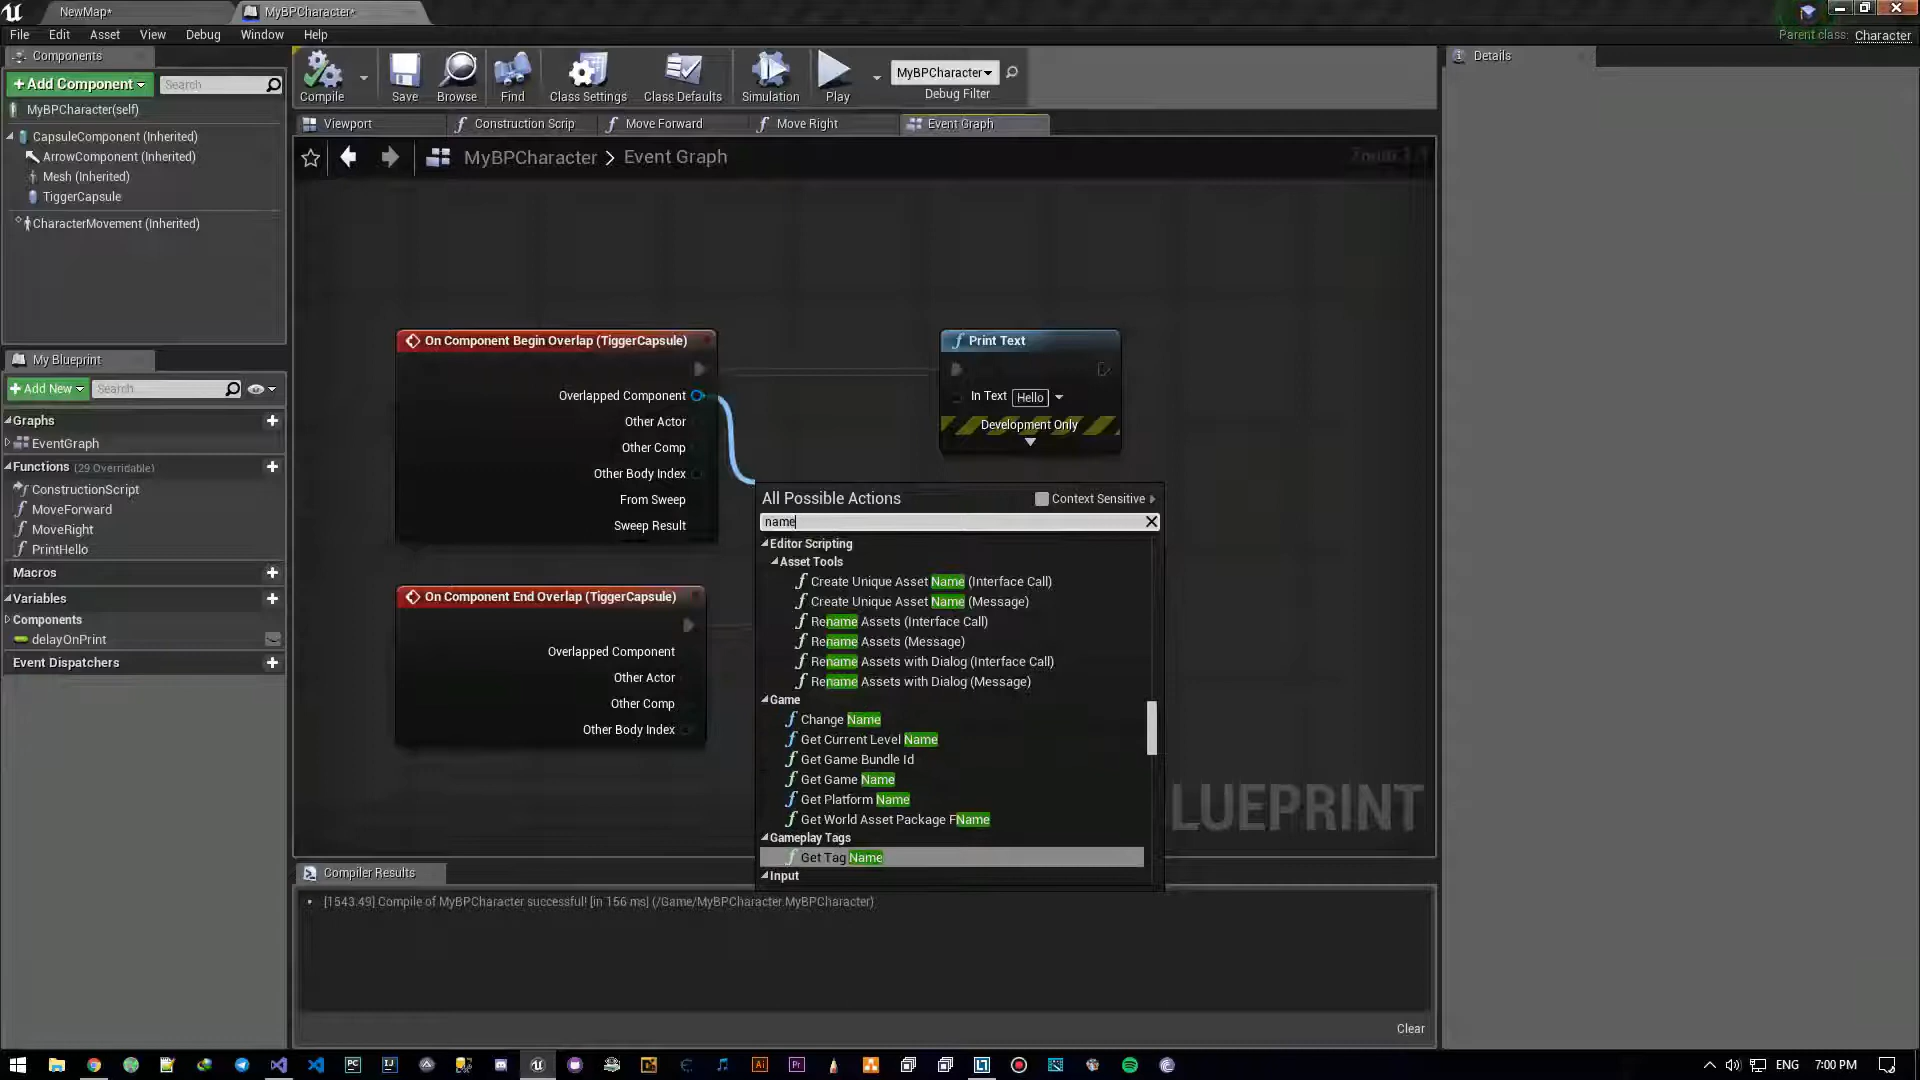 NewMap*
MyBPCharacter*
File Edit Asset View Debug Window Help
Parent class: Character
Components
+Add Component
Search
MyBPCharacter(self)
CapsuleComponent (Inherited)
ArrowComponent (Inherited)
Mesh (Inherited)
TiggerCapsule
CharacterMovement (Inherited)
My Blueprint
+Add New
Search
Graphs
EventGraph
Functions (29 Overridable)
ConstructionScript
MoveForward
MoveRight
PrintHello
Macros
Variables
Components
delayOnPrint
Event Dispatchers
Compile
Save
Browse
Find
Class Settings
Class Defaults
Simulation
Play
MyBPCharacter
Debug Filter
Viewport
Construction Scrip
Move Forward
Move Right
Event Graph
MyBPCharacter > Event Graph
On Component Begin Overlap (TiggerCapsule)
Overlapped Component
Other Actor
Other Comp
Other Body Index
From Sweep
Sweep Result
Print Text
In Text Hello
Development Only
On Component End Overlap (TiggerCapsule)
Overlapped Component
Other Actor
Other Comp
Other Body Index
All Possible Actions
Context Sensitive
name
Editor Scripting
Asset Tools
Create Unique Asset Name (Interface Call)
Create Unique Asset Name (Message)
Rename Assets (Interface Call)
Rename Assets (Message)
Rename Assets with Dialog (Interface Call)
Rename Assets with Dialog (Message)
Game
Change Name
Get Current Level Name
Get Game Bundle Id
Get Game Name
Get Platform Name
Get World Asset Package FName
Gameplay Tags
Get Tag Name
Input
LUEPRINT
Compiler Results
[1543.49] Compile of MyBPCharacter successful! [in 156 ms] (/Game/MyBPCharacter.MyBPCharacter)
Clear
Details
ENG
7:00 PM